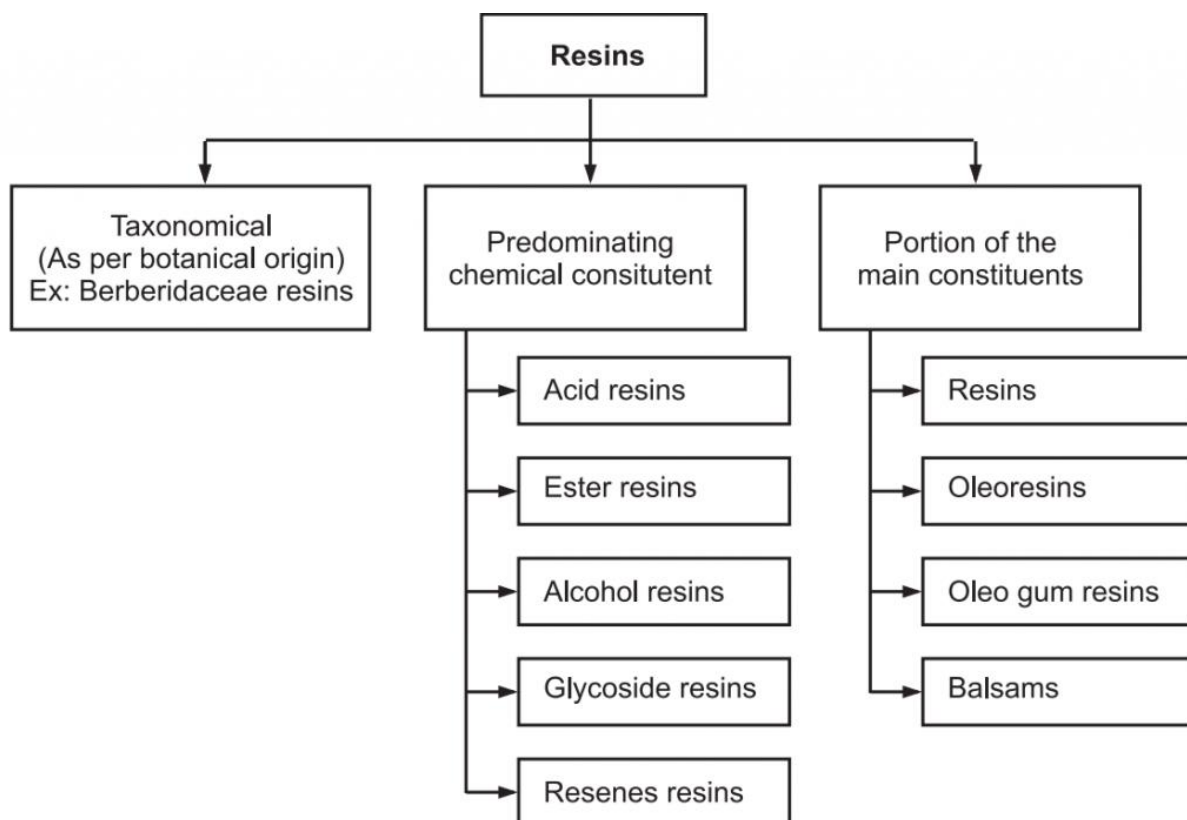 Resins
Taxonomical
(As per botanical origin)
Ex: Berberidaceae resins
Predominating
chemical consitutent
Portion of the
main constituents
Acid resins
Ester resins
Alcohol resins
Glycoside resins
Resenes resins
Resins
Oleoresins
Oleo gum resins
Balsams